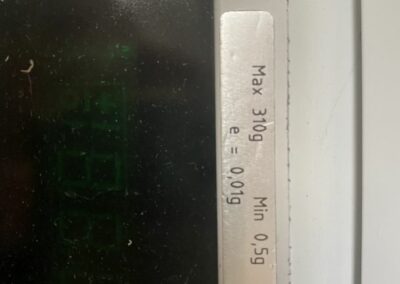 Max 310g Min 0,5g
e = 0,01g